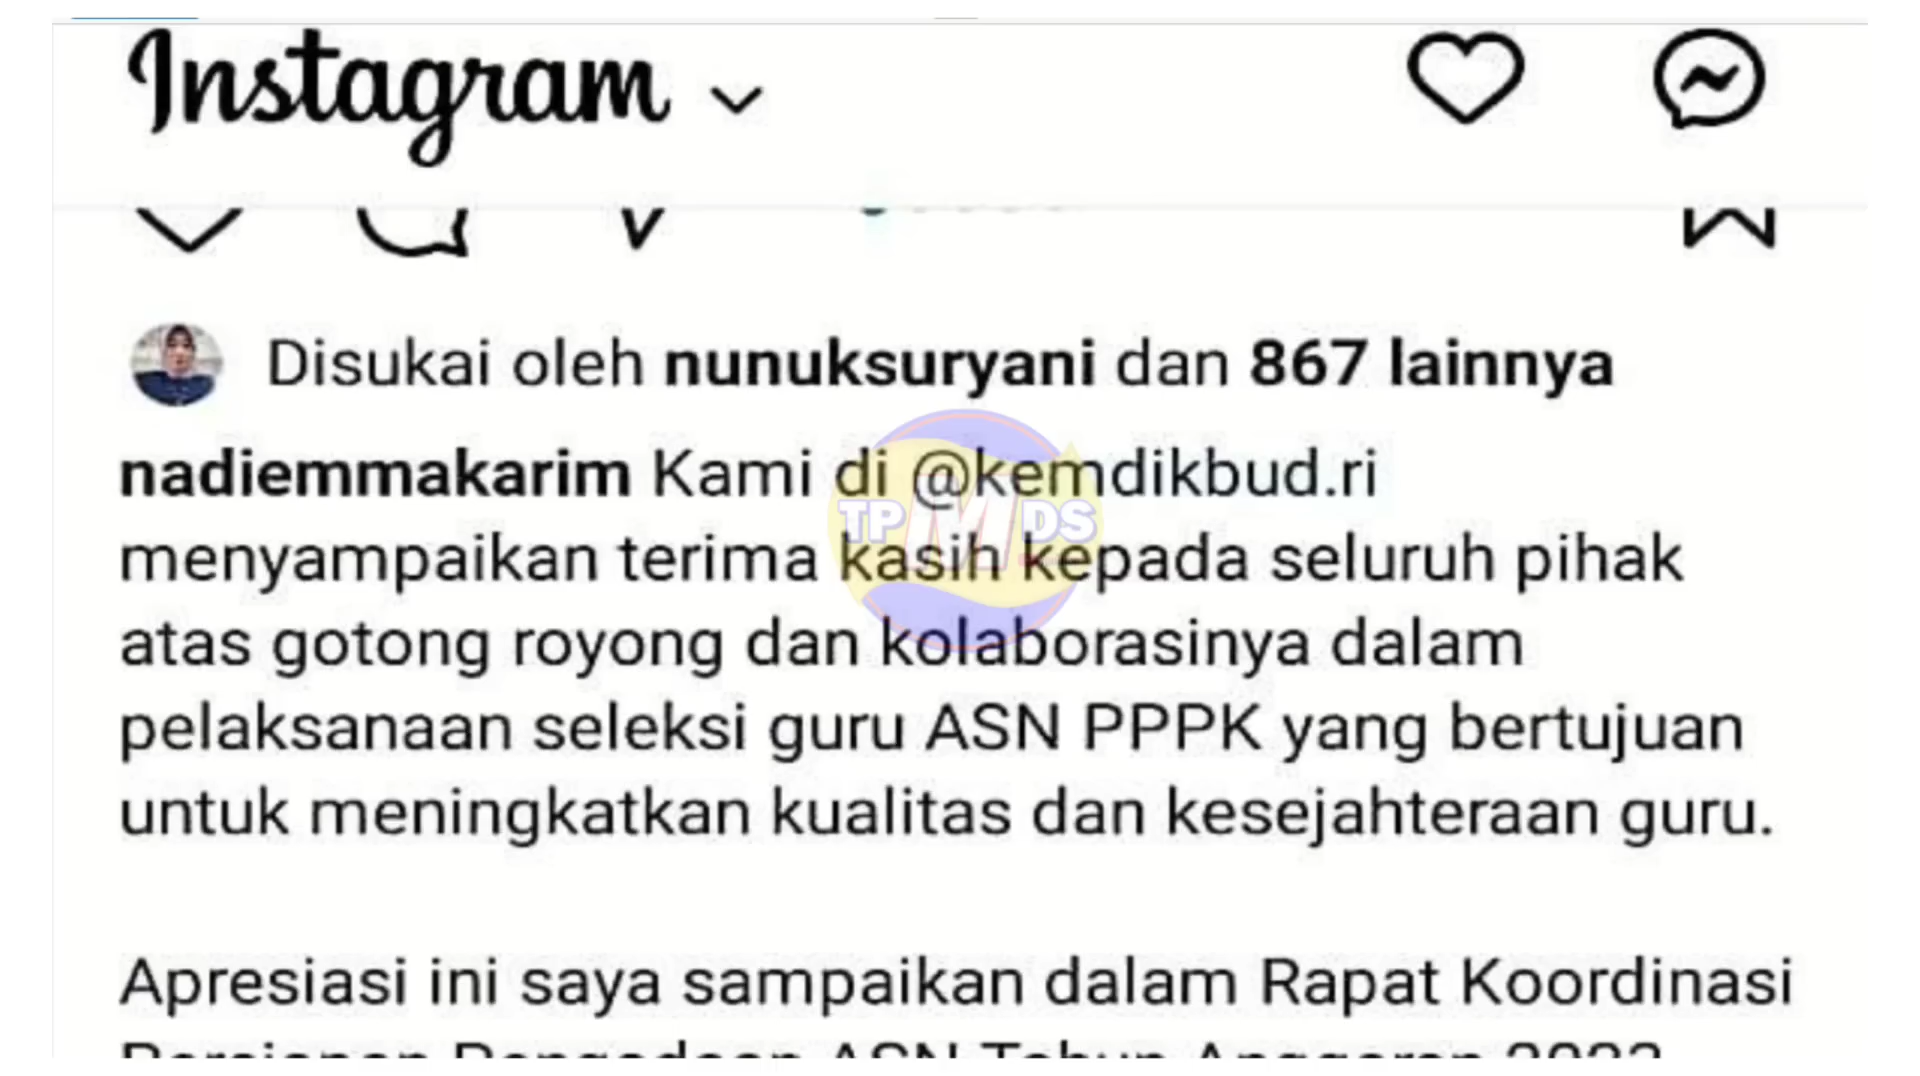 Instagram
Disukai oleh nunuksuryani dan 867 lainnya
nadiemmakarim Kami di @kemdikbud.ri
menyampaikan terima kasih kepada seluruh pihak
atas gotong royong dan kolaborasinya dalam
pelaksanaan seleksi guru ASN PPPK yang bertujuan
untuk meningkatkan kualitas dan kesejahteraan guru.
Apresiasi ini saya sampaikan dalam Rapat Koordinasi
TPMDS